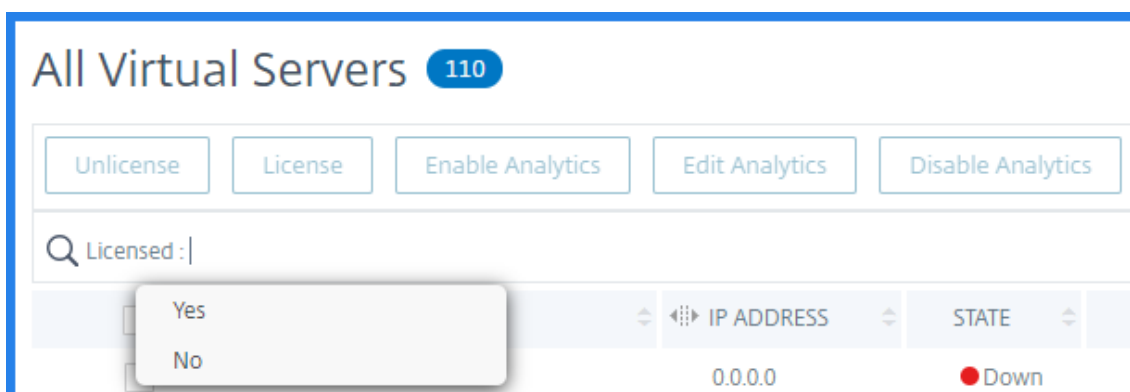 All Virtual Servers 110
Unlicense License Enable Analytics Edit Analytics Disable Analytics
Licensed :
Yes
IP ADDRESS STATE
No
0.0.0.0 Down